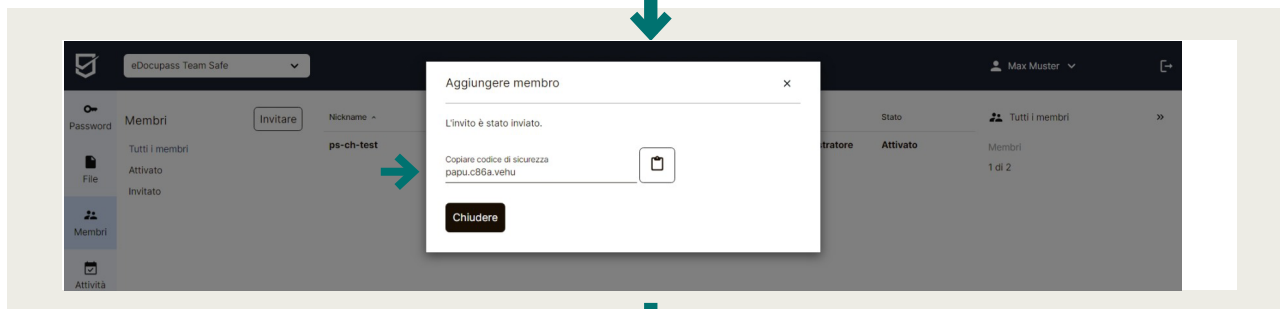 eDocupass Team Safe
Max Muster
Password
File
Membri
Attività
Membri
Invitare
Tutti i membri
Attivato
Invitato
Nickname
ps-ch-test
Aggiungere membro
L'invito è stato inviato.
Copiare codice di sicurezza
papu.c86a.vehu
Chiudere
Stato
Attivato
Tutti i membri
Membri
1 di 2